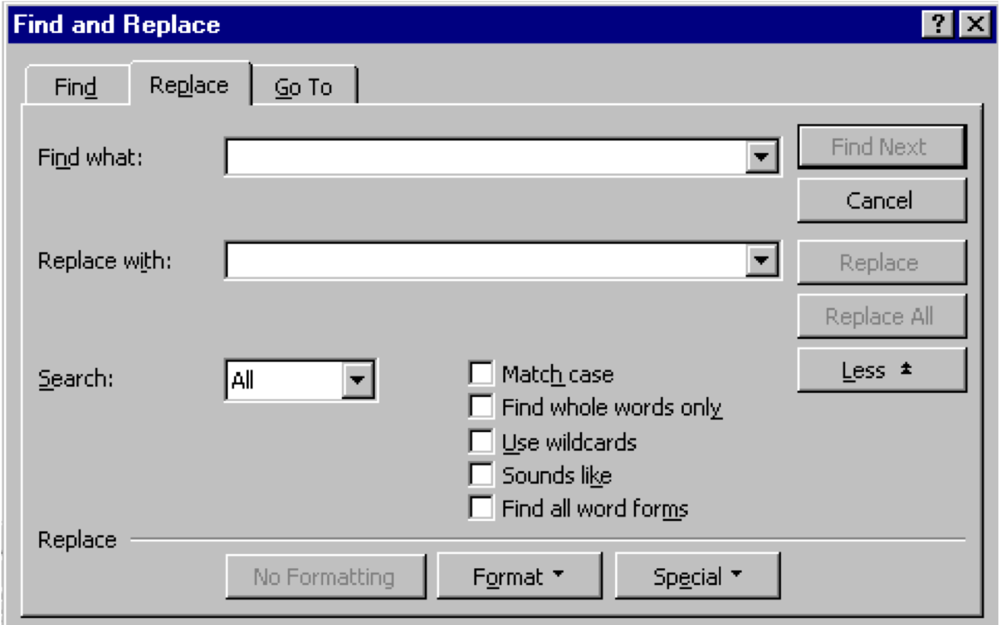 Find and Replace ? X
Find Replace Go To
Find what: Find Next
Cancel
Replace with: Replace
Replace All
Search: All Match case Less
Find whole words only
Use wildcards
Sounds like
Find all word forms
Replace
No Formatting Format Special